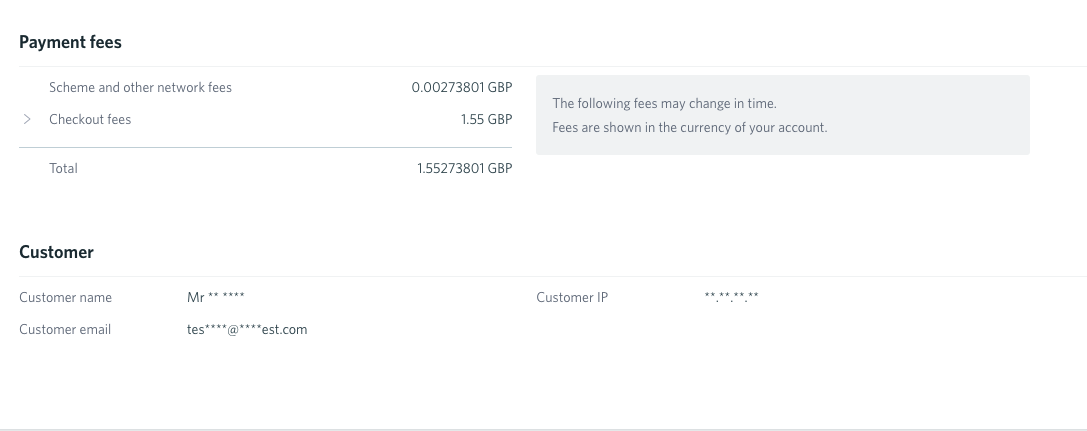 Payment fees
Scheme and other network fees 0.00273801 GBP
Checkout fees 1.55 GBP
Total 1.55273801 GBP
The following fees may change in time.
Fees are shown in the currency of your account.
Customer
Customer name Mr ** ****
Customer IP **.**.**.**
Customer email tes****@****est.com